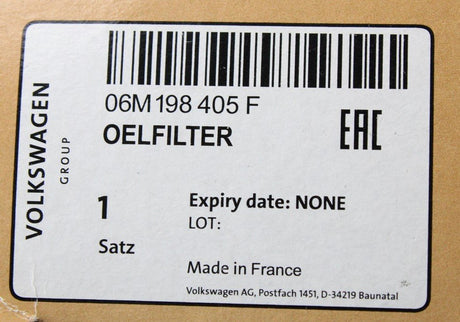 VOLKSWAGEN
GROUP
06M 198 405 F
OELFILTER
EAC
1
Satz
Expiry date: NONE
LOT:
Made in France
Volkswagen AG, Postfach 1451, D-34219 Baunatal